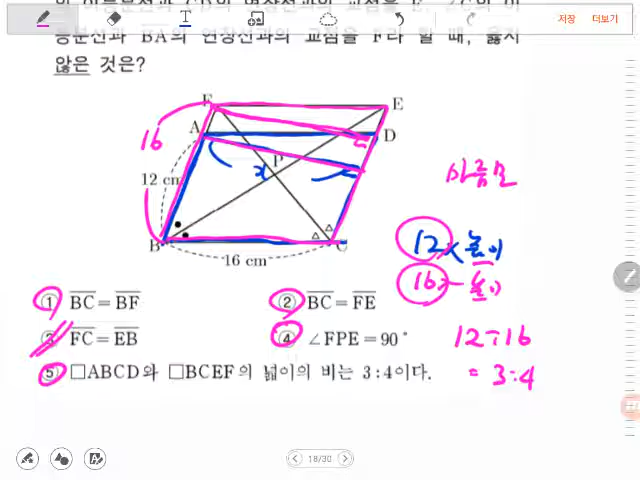 저장 더보기
등분선과 BA의 연장선과의 교점을 F라 할 때, 옳지
않은 것은?
F E
16 A D
P
x
12 cm
마름모
B C
16 cm
12×높이
16×높이
① BC=BF ② BC=FE
③ FC=EB ④ ∠FPE=90°
12:16
⑤ □ABCD와 □BCEF의 넓이의 비는 3:4이다.
= 3:4
18/30